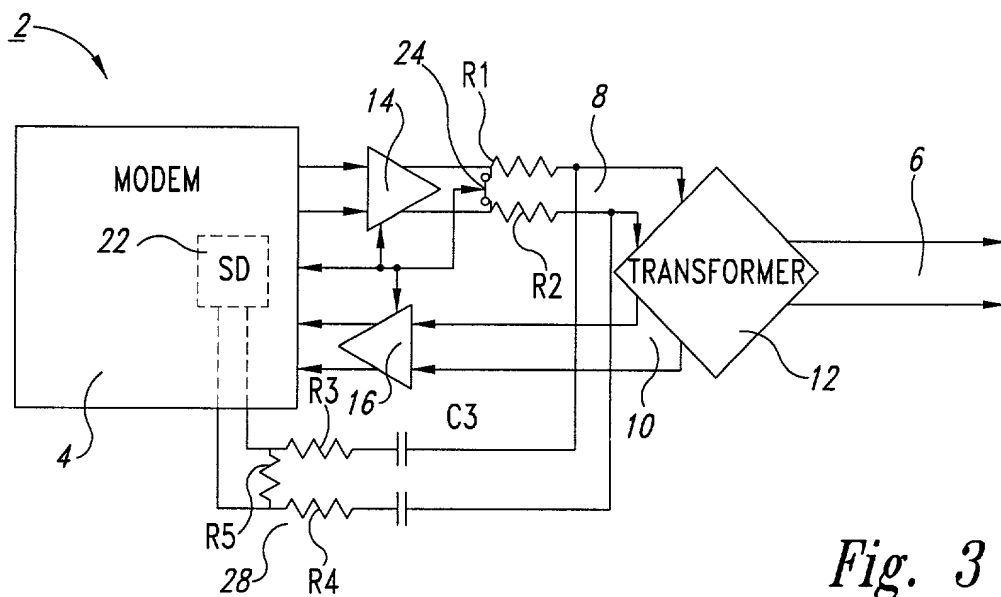 2
24
R1
14
8
6
MODEM
22
SD
R2
TRANSFORMER
16
10
12
4
R3
C3
R5
28
R4
Fig. 3